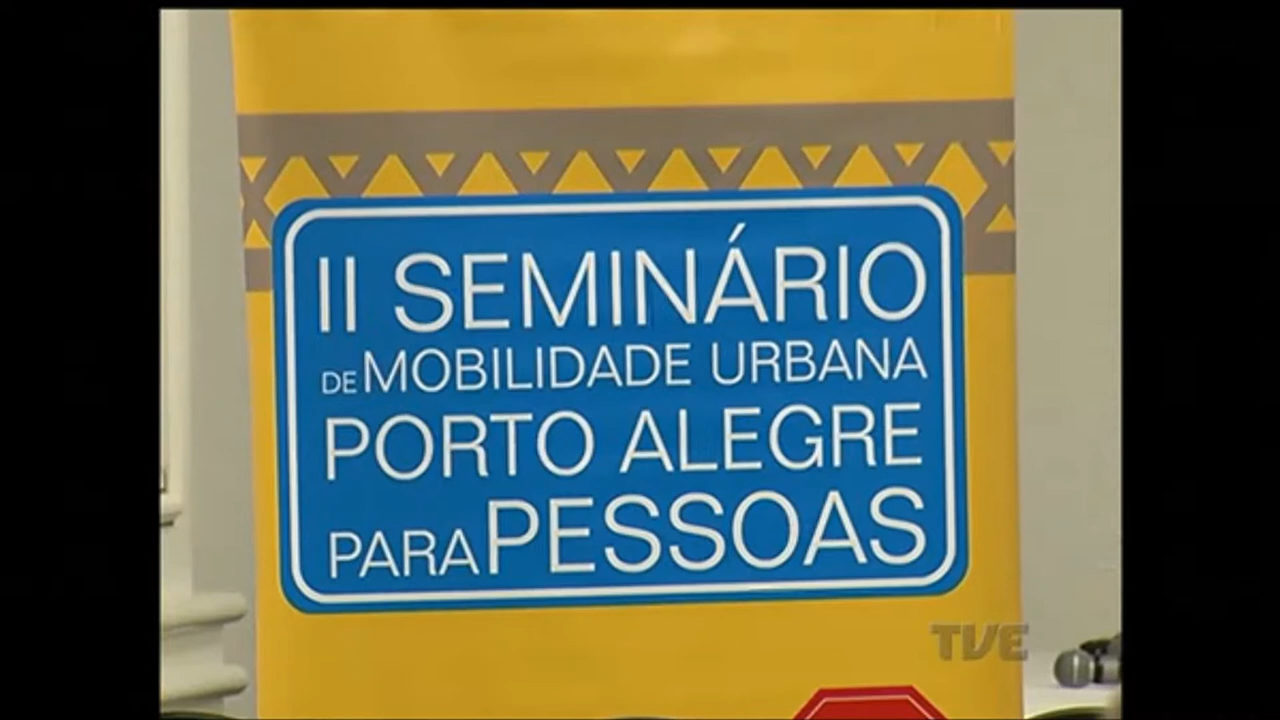 II SEMINÁRIO
DE MOBILIDADE URBANA
PORTO ALEGRE
PARA PESSOAS
TVE